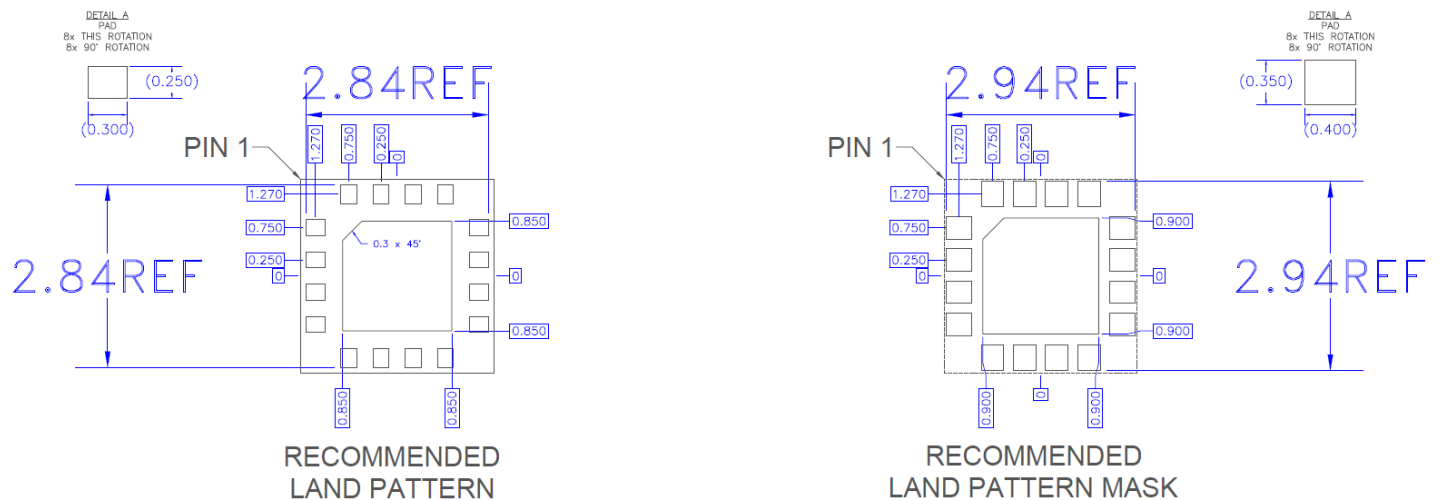 DETAIL A
PAD
8x THIS ROTATION
8x 90° ROTATION
(0.250)
(0.300)
2.84REF
PIN 1
1.270
0.750
0.250
0
1.270
0.750
0.250
0
2.84REF
0.3 x 45°
0.850
0
0.850
0.850
0.850
RECOMMENDED
LAND PATTERN
DETAIL A
PAD
8x THIS ROTATION
8x 90° ROTATION
(0.350)
(0.400)
2.94REF
PIN 1
1.270
0.750
0.250
0
1.270
0.750
0.250
0
0.900
0
0.900
2.94REF
0.900
0
0.900
RECOMMENDED
LAND PATTERN MASK